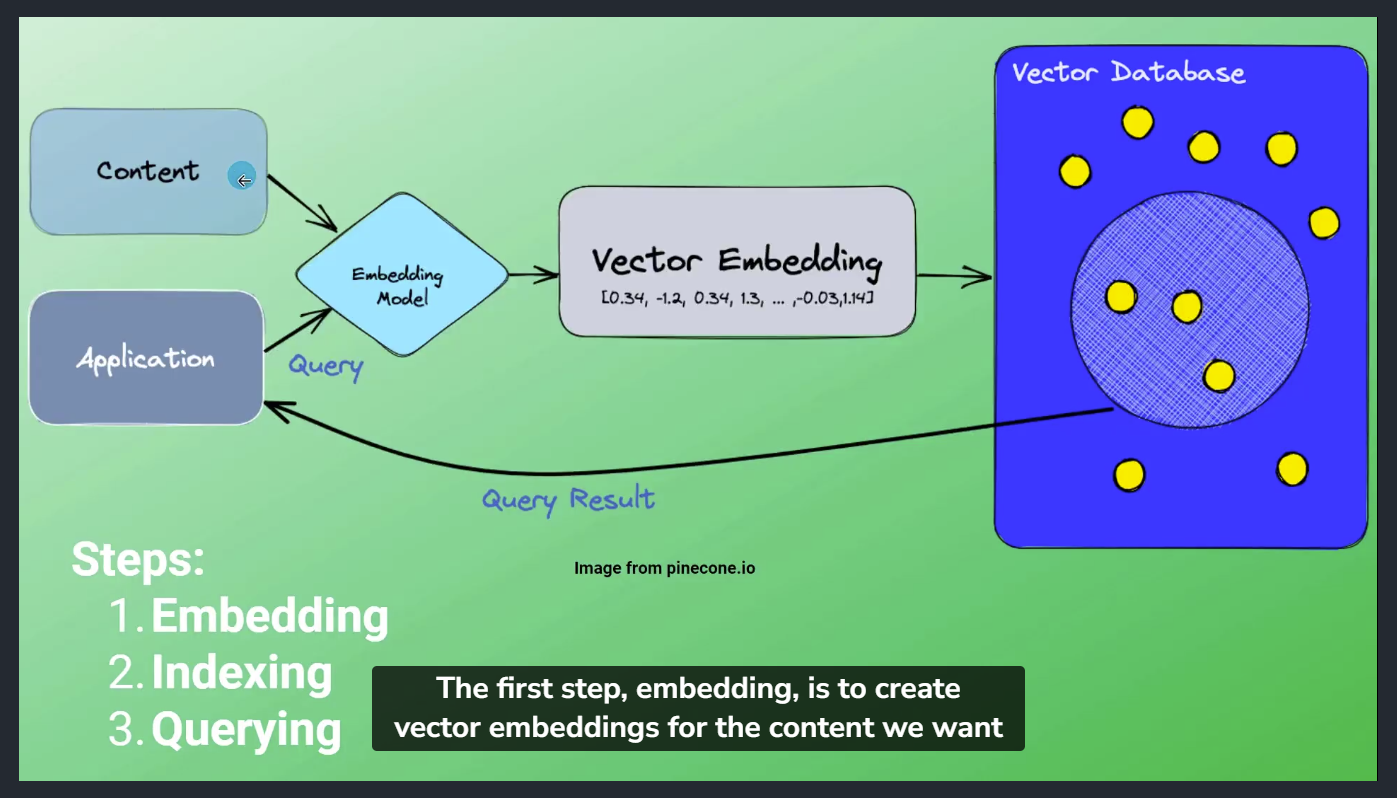 Vector Database
Content
Embedding
Model
Vector Embedding
[0.34, -1.2, 0.34, 1.3, ... ,-0.03,1.14]
Application
Query
Query Result
Image from pinecone.io
Steps:
1. Embedding
2. Indexing
3. Querying
The first step, embedding, is to create
vector embeddings for the content we want